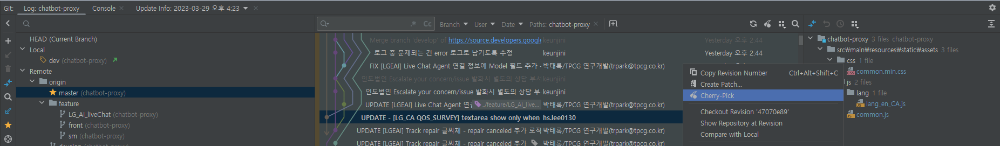 Git: Log: chatbot-proxy Console Update Info: 2023-03-29 오후 4:23
HEAD (Current Branch)
Local
dev (chatbot-proxy)
Remote
origin
master (chatbot-proxy)
feature
LG_AI_liveChat (chatbot-proxy)
front (chatbot-proxy)
sm (chatbot-proxy)
develop (chatbot-proxy)
.* Cc Branch User Date Paths: chatbot-proxy
Merge branch 'develop' of https://source.developers.google keunjini Yesterday 오후 2:44
로그 중 문제되는 건 error 로그로 남기도록 수정 keunjini Yesterday 오후 2:44
FIX [LGEAI] Live Chat Agent 연결 정보에 Model 필드 추가 - 박태록/TPCG 연구개발(trpark@tpcg.co.kr)
인도법인 Escalate your concern/issue 발화시 별도의 상담 부서 keunjini
인도법인 Escalate your concern/issue 발화시 별도의 상담 부 keunjini
UPDATE [LGEAI] Live Chat Agent 연결 ../feature/LG_AI_live... 박태록/TPCG 연구개발(trpark@tpcg.co.kr)
UPDATE - [LG_CA QOS_SURVEY] textarea show only when hs.lee0130
UPDATE [LGEAI] Track repair 글씨체 - repair canceled 추가 로직 박태록/TPCG 연구개발(trpark@tpcg.co.kr)
UPDATE [LGEAI] Track repair 글씨체 - repair canceled 추가 박태록/TPCG 연구개발(trpark@tpcg.co.kr)
Copy Revision Number Ctrl+Alt+Shift+C
Create Patch...
Cherry-Pick
Checkout Revision '47070e89'
Show Repository at Revision
Compare with Local
chatbot-proxy 3 files chatbot-proxy
src₩main₩resources₩static₩assets 3 files
css 1 file
common.min.css
js 2 files
lang 1 file
lang_en_CA.js
common.js